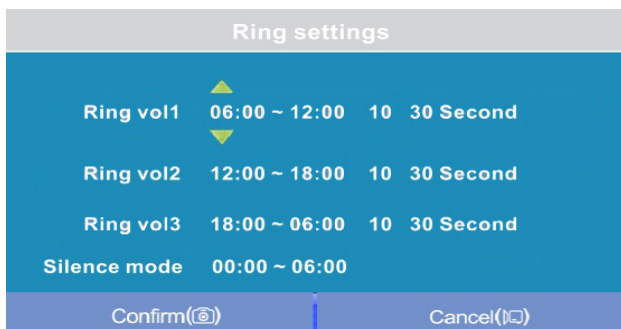 Ring settings
Ring vol1 06:00 ~ 12:00 10 30 Second
Ring vol2 12:00 ~ 18:00 10 30 Second
Ring vol3 18:00 ~ 06:00 10 30 Second
Silence mode 00:00 ~ 06:00
Confirm() Cancel()